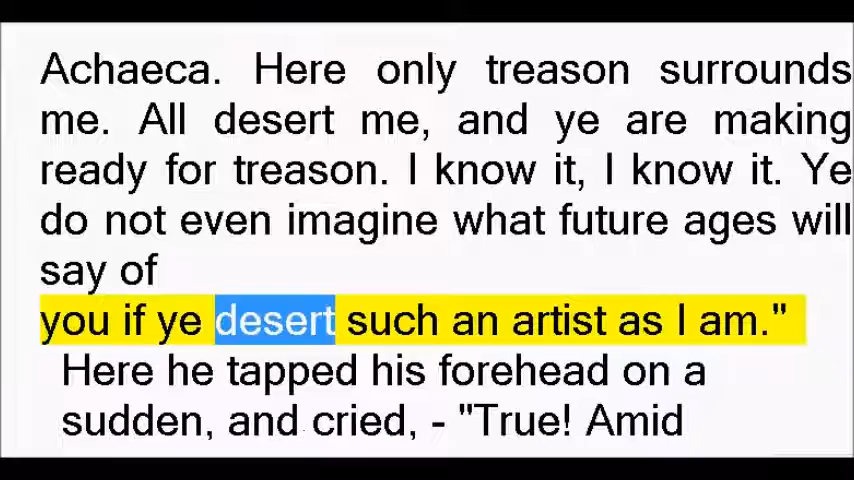 Achaeca. Here only treason surrounds
me. All desert me, and ye are making
ready for treason. I know it, I know it. Ye
do not even imagine what future ages will
say of
you if ye desert such an artist as I am."
Here he tapped his forehead on a
sudden, and cried, - "True! Amid